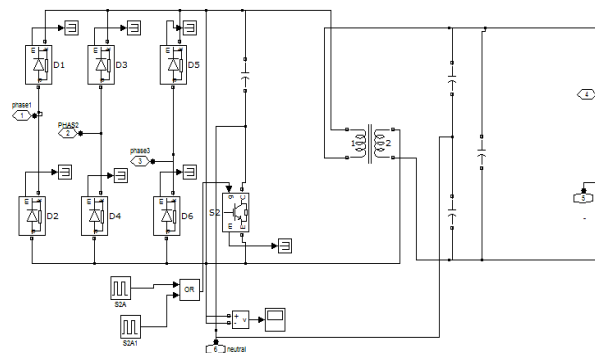 D1
D3
D5
phase1
1
PHAS2
2
phase3
3
4
5
1
2
D2
D4
D6
S2
g
C
m
E
OR
S2A
S2A1
+
-
v
6
neutral